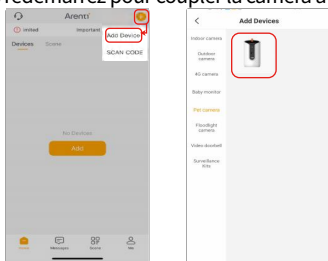 redémarrez pour coupler la caméra à
Arenti
important
Add Device
SCAN CODE
Devices Scene
No Devices
Add
Home Messages Scene Me
Add Devices
Indoor camera
Outdoor
camera
4G camera
Baby monitor
Pet camera
Floodlight
camera
Video doorbell
Surveillance
Kits